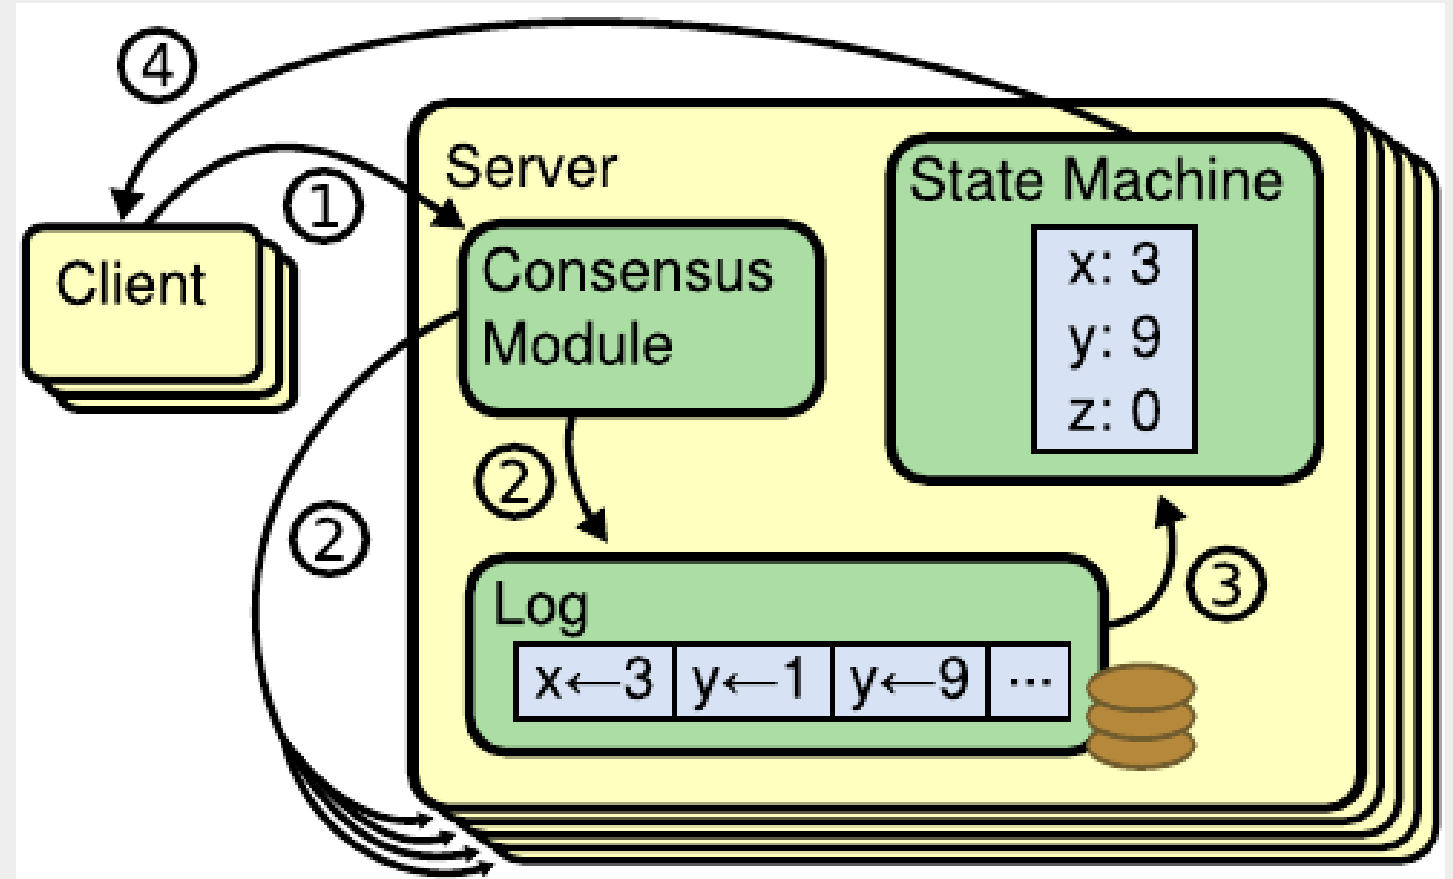 ④
①
Client
Server
Consensus
Module
State Machine
x: 3
y: 9
z: 0
②
②
③
Log
x←3 y←1 y←9 ...